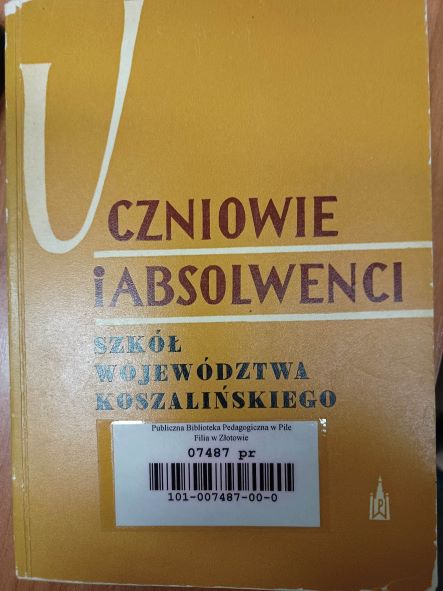 UCZNIOWIE
i ABSOLWENCI
SZKÓŁ
WOJEWÓDZTWA
KOSZALIŃSKIEGO
Publiczna Biblioteka Pedagogiczna w Pile
Filia w Złotowie
07487 pr
101-007487-00-0